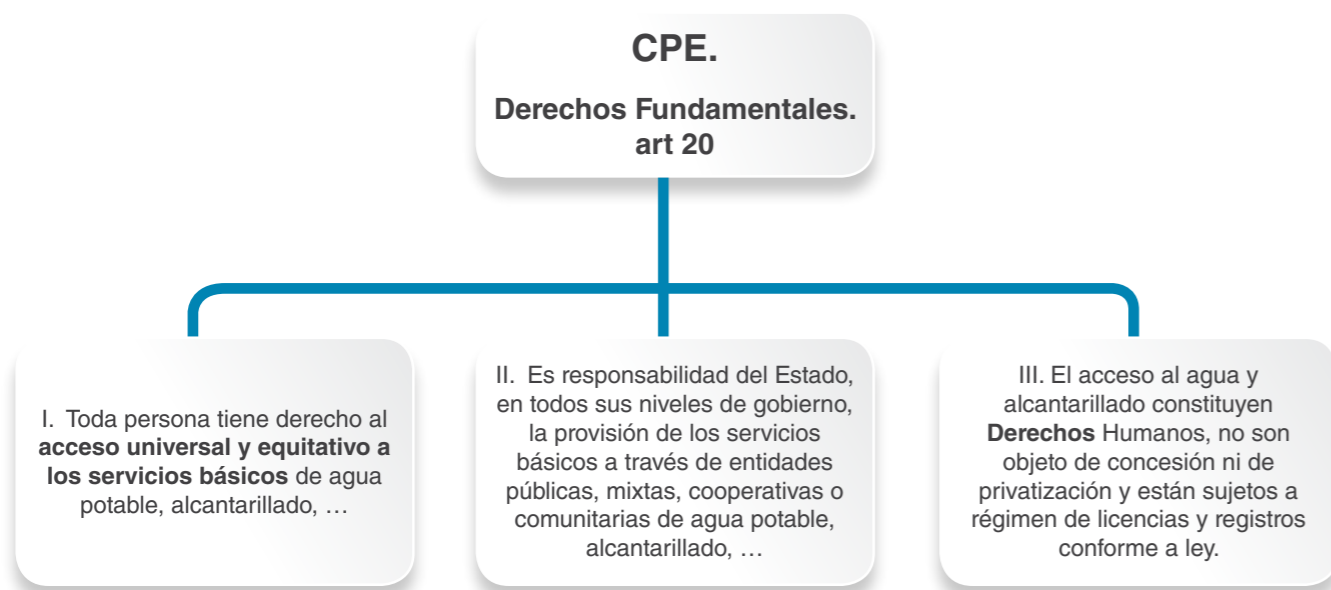 CPE.
Derechos Fundamentales.
art 20
I. Toda persona tiene derecho al
acceso universal y equitativo a
los servicios básicos de agua
potable, alcantarillado, …
II. Es responsabilidad del Estado,
en todos sus niveles de gobierno,
la provisión de los servicios
básicos a través de entidades
públicas, mixtas, cooperativas o
comunitarias de agua potable,
alcantarillado, …
III. El acceso al agua y
alcantarillado constituyen
Derechos Humanos, no son
objeto de concesión ni de
privatización y están sujetos a
régimen de licencias y registros
conforme a ley.